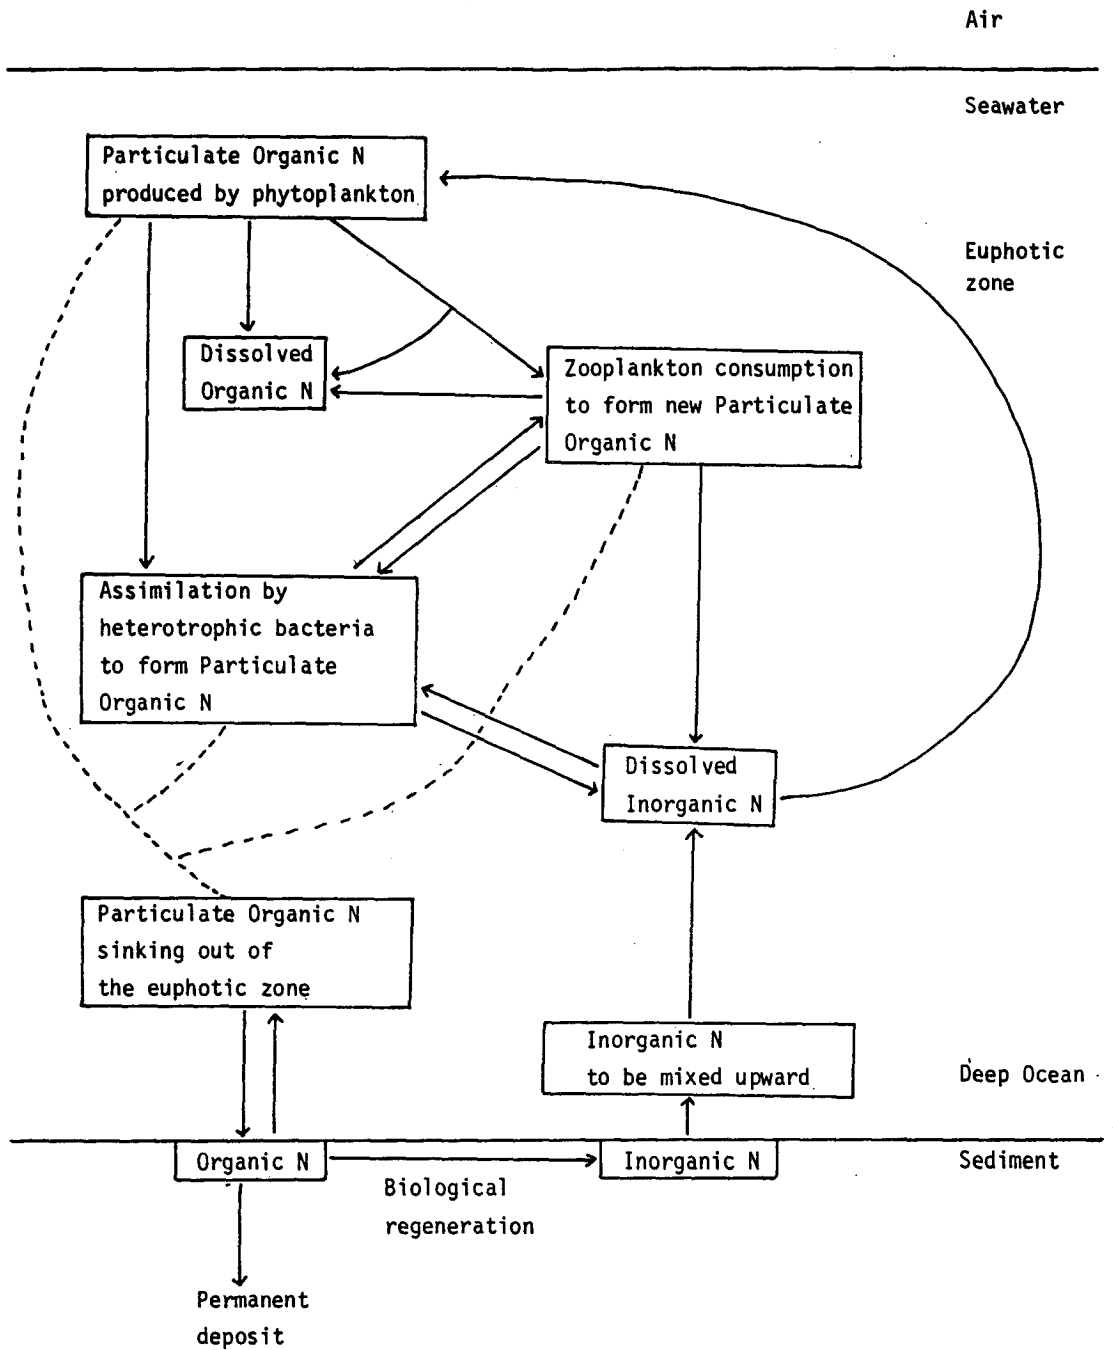 Air
Seawater
Particulate Organic N
produced by phytoplankton
Euphotic
zone
Dissolved
Organic N
Zooplankton consumption
to form new Particulate
Organic N
Assimilation by
heterotrophic bacteria
to form Particulate
Organic N
Dissolved
Inorganic N
Particulate Organic N
sinking out of
the euphotic zone
Inorganic N
to be mixed upward
Deep Ocean
Organic N
Inorganic N
Sediment
Biological
regeneration
Permanent
deposit